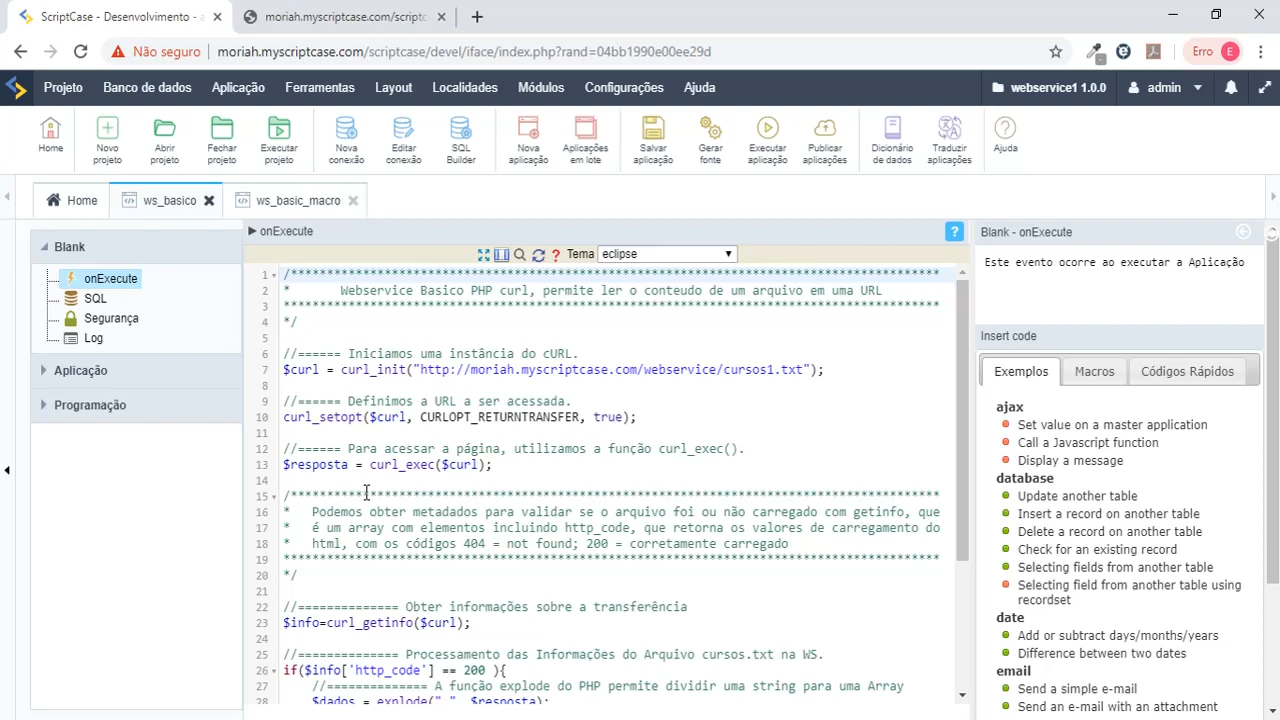 ScriptCase - Desenvolvimento - a
moriah.myscriptcase.com/scriptc
Não seguro
moriah.myscriptcase.com/scriptcase/devel/iface/index.php?rand=04bb1990e00ee29d
Erro E
Projeto Banco de dados Aplicação Ferramentas Layout Localidades Módulos Configurações Ajuda webservice1 1.0.0 admin
Home
Novo projeto
Abrir projeto
Fechar projeto
Executar projeto
Nova conexão
Editar conexão
SQL Builder
Nova aplicação
Aplicações em lote
Salvar aplicação
Gerar fonte
Executar aplicação
Publicar aplicações
Dicionário de dados
Traduzir aplicações
Ajuda
Home ws_basico ws_basic_macro
Blank
onExecute
SQL
Segurança
Log
Aplicação
Programação
onExecute
?
? Tema eclipse
1 /******************************************************************************************
2 *      Webservice Basico PHP curl, permite ler o conteudo de um arquivo em uma URL
3 *******************************************************************************************
4 */
5
6 //====== Iniciamos uma instância do cURL.
7 $curl = curl_init("http://moriah.myscriptcase.com/webservice/cursos1.txt");
8
9 //====== Definimos a URL a ser acessada.
10 curl_setopt($curl, CURLOPT_RETURNTRANSFER, true);
11
12 //====== Para acessar a página, utilizamos a função curl_exec().
13 $resposta = curl_exec($curl);
14
15 /******************************************************************************************
16 *   Podemos obter metadados para validar se o arquivo foi ou não carregado com getinfo, que
17 *   é um array com elementos incluindo http_code, que retorna os valores de carregamento do
18 *   html, com os códigos 404 = not found; 200 = corretamente carregado
19 *******************************************************************************************
20 */
21
22 //============== Obter informações sobre a transferência
23 $info=curl_getinfo($curl);
24
25 //============== Processamento das Informações do Arquivo cursos.txt na WS.
26 if($info['http_code'] == 200 ){
27     //============== A função explode do PHP permite dividir uma string para uma Array
28     $dados = explode(" ", $resposta);
Blank - onExecute
Este evento ocorre ao executar a Aplicação
Insert code
Exemplos Macros Códigos Rápidos
ajax
Set value on a master application
Call a Javascript function
Display a message
database
Update another table
Insert a record on another table
Delete a record on another table
Check for an existing record
Selecting fields from another table
Selecting field from another table using
recordset
date
Add or subtract days/months/years
Difference between two dates
email
Send a simple e-mail
Send an e-mail with an attachment